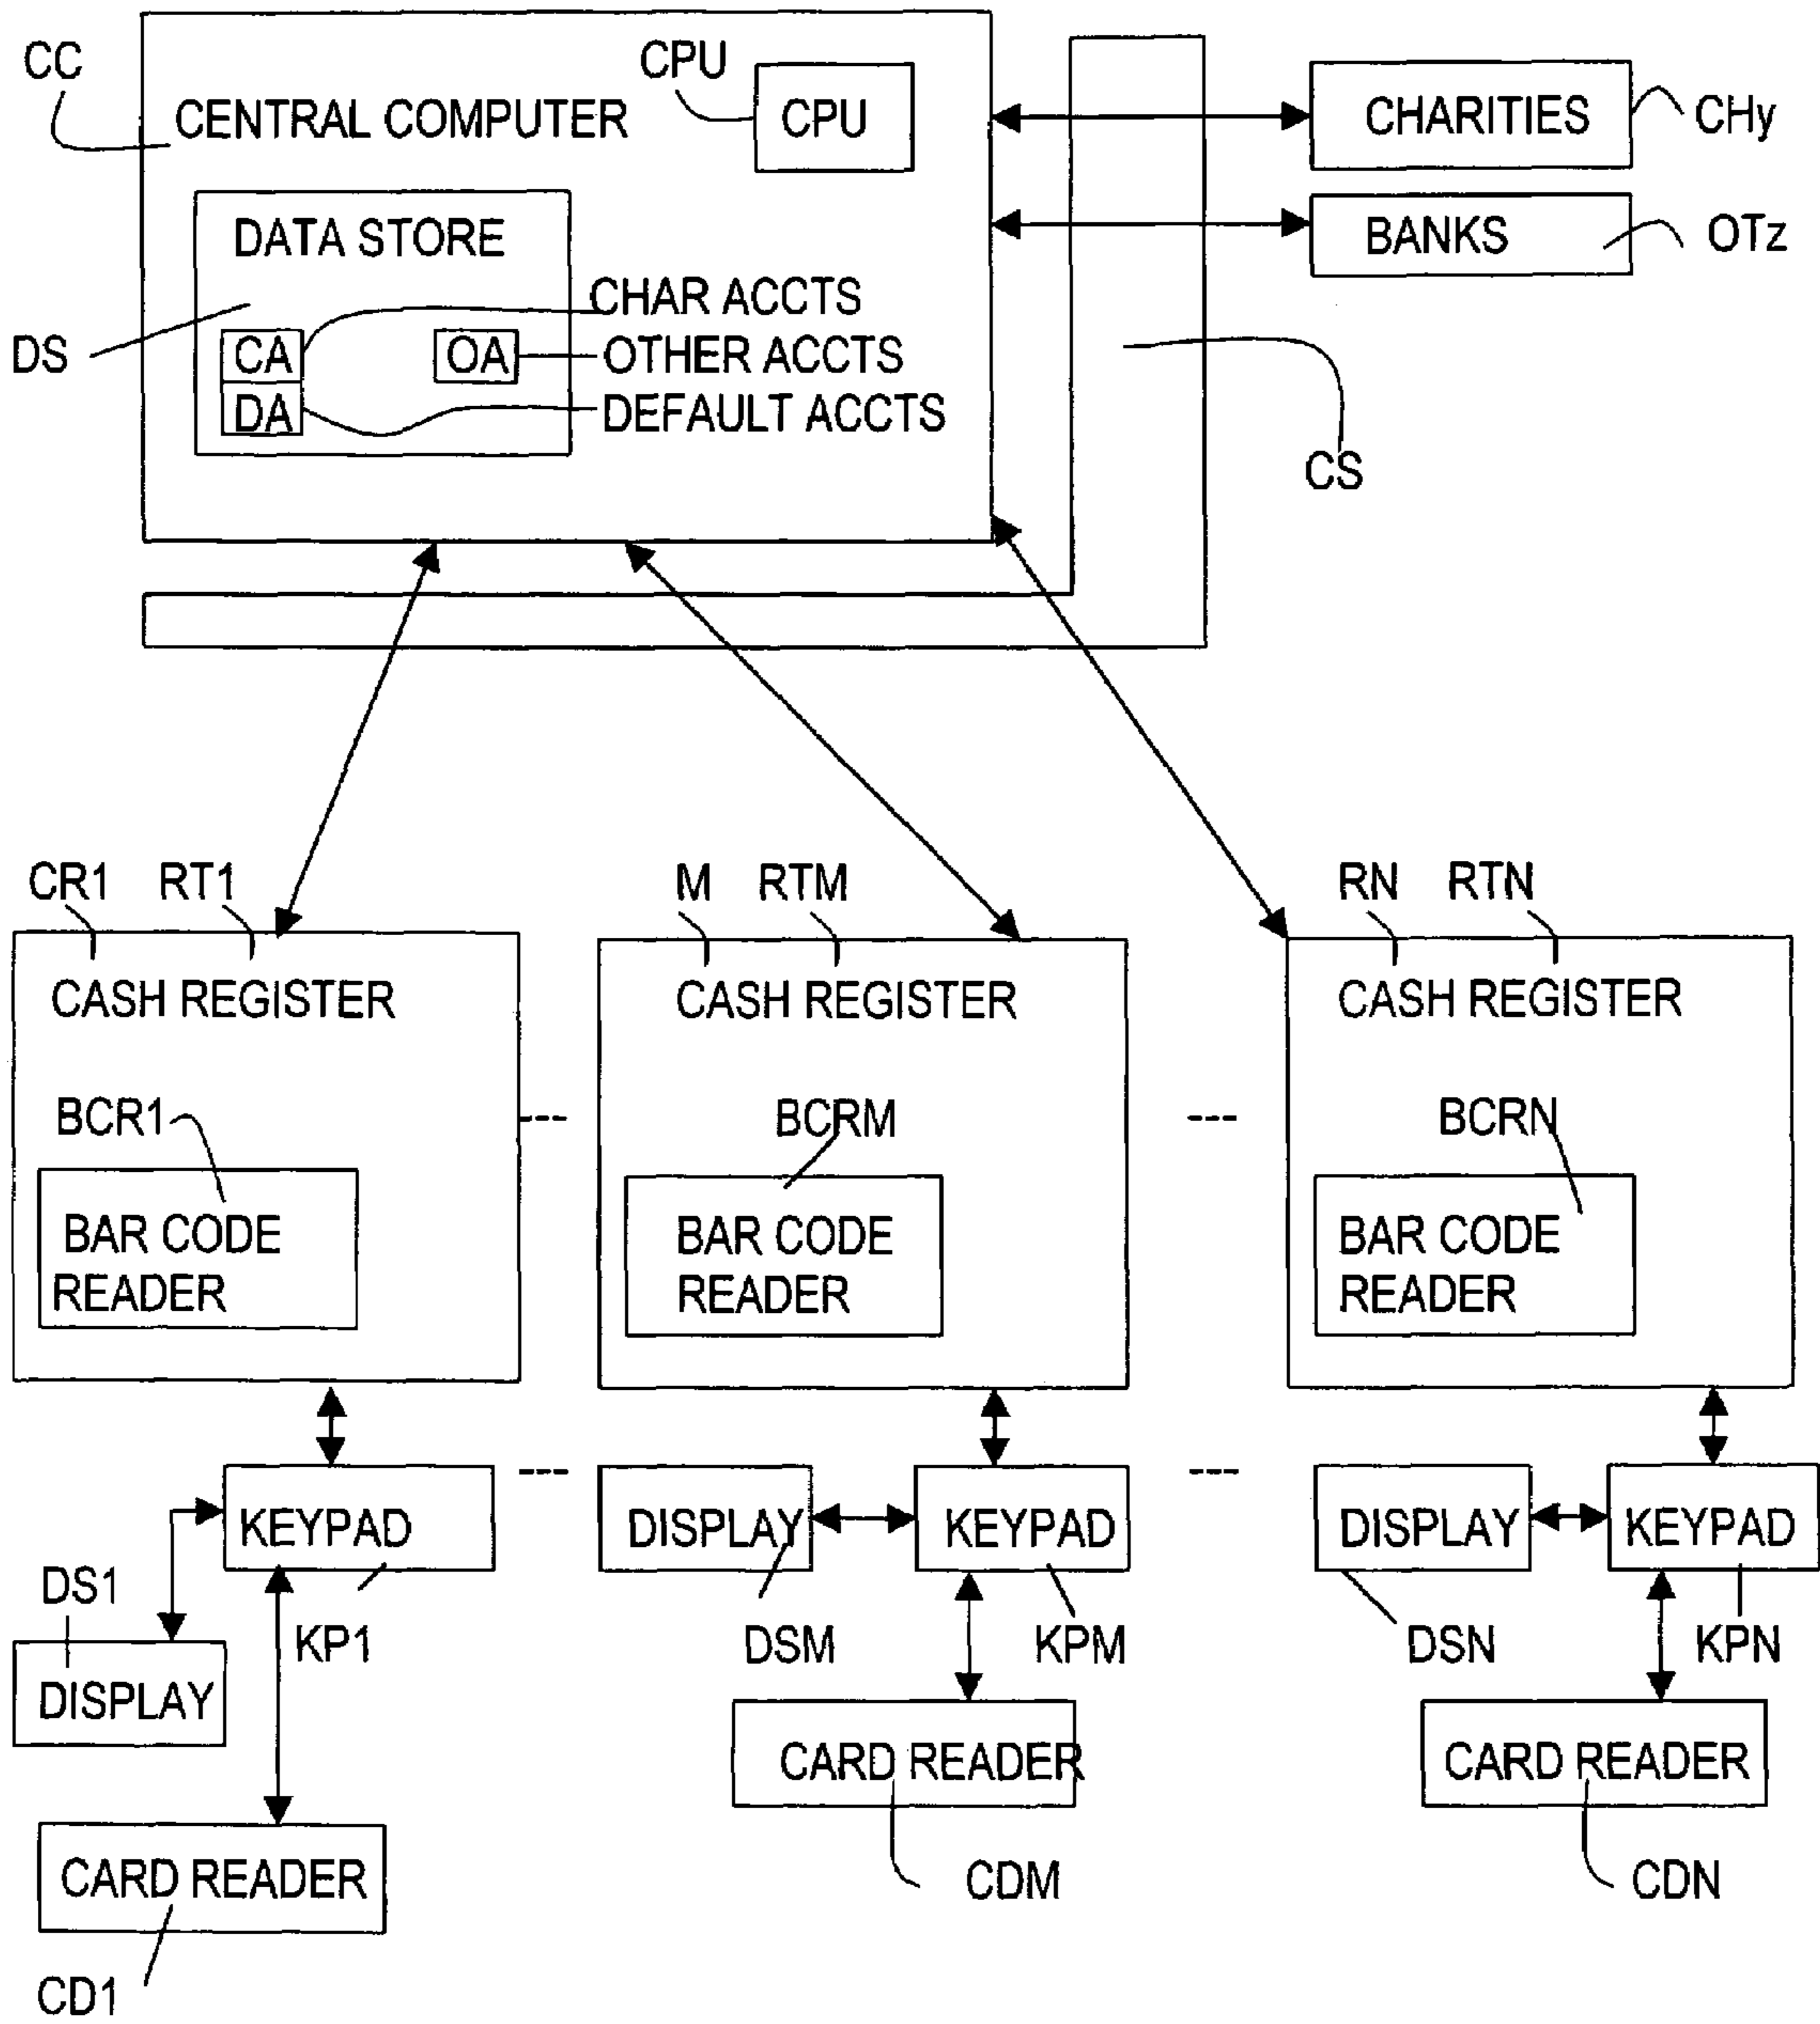 CC
CPU
CENTRAL COMPUTER
CPU
CHARITIES
CHy
DATA STORE
BANKS
OTz
CHAR ACCTS
DS
CA
OA
OTHER ACCTS
DA
DEFAULT ACCTS
CS
CR1
RT1
M
RTM
RN
RTN
CASH REGISTER
CASH REGISTER
CASH REGISTER
BCR1
---
BCRM
---
BCRN
BAR CODE
READER
BAR CODE
READER
BAR CODE
READER
KEYPAD
---
DISPLAY
KEYPAD
---
DISPLAY
KEYPAD
DS1
KP1
DSM
KPM
DSN
KPN
DISPLAY
CARD READER
CARD READER
CARD READER
CDM
CDN
CD1